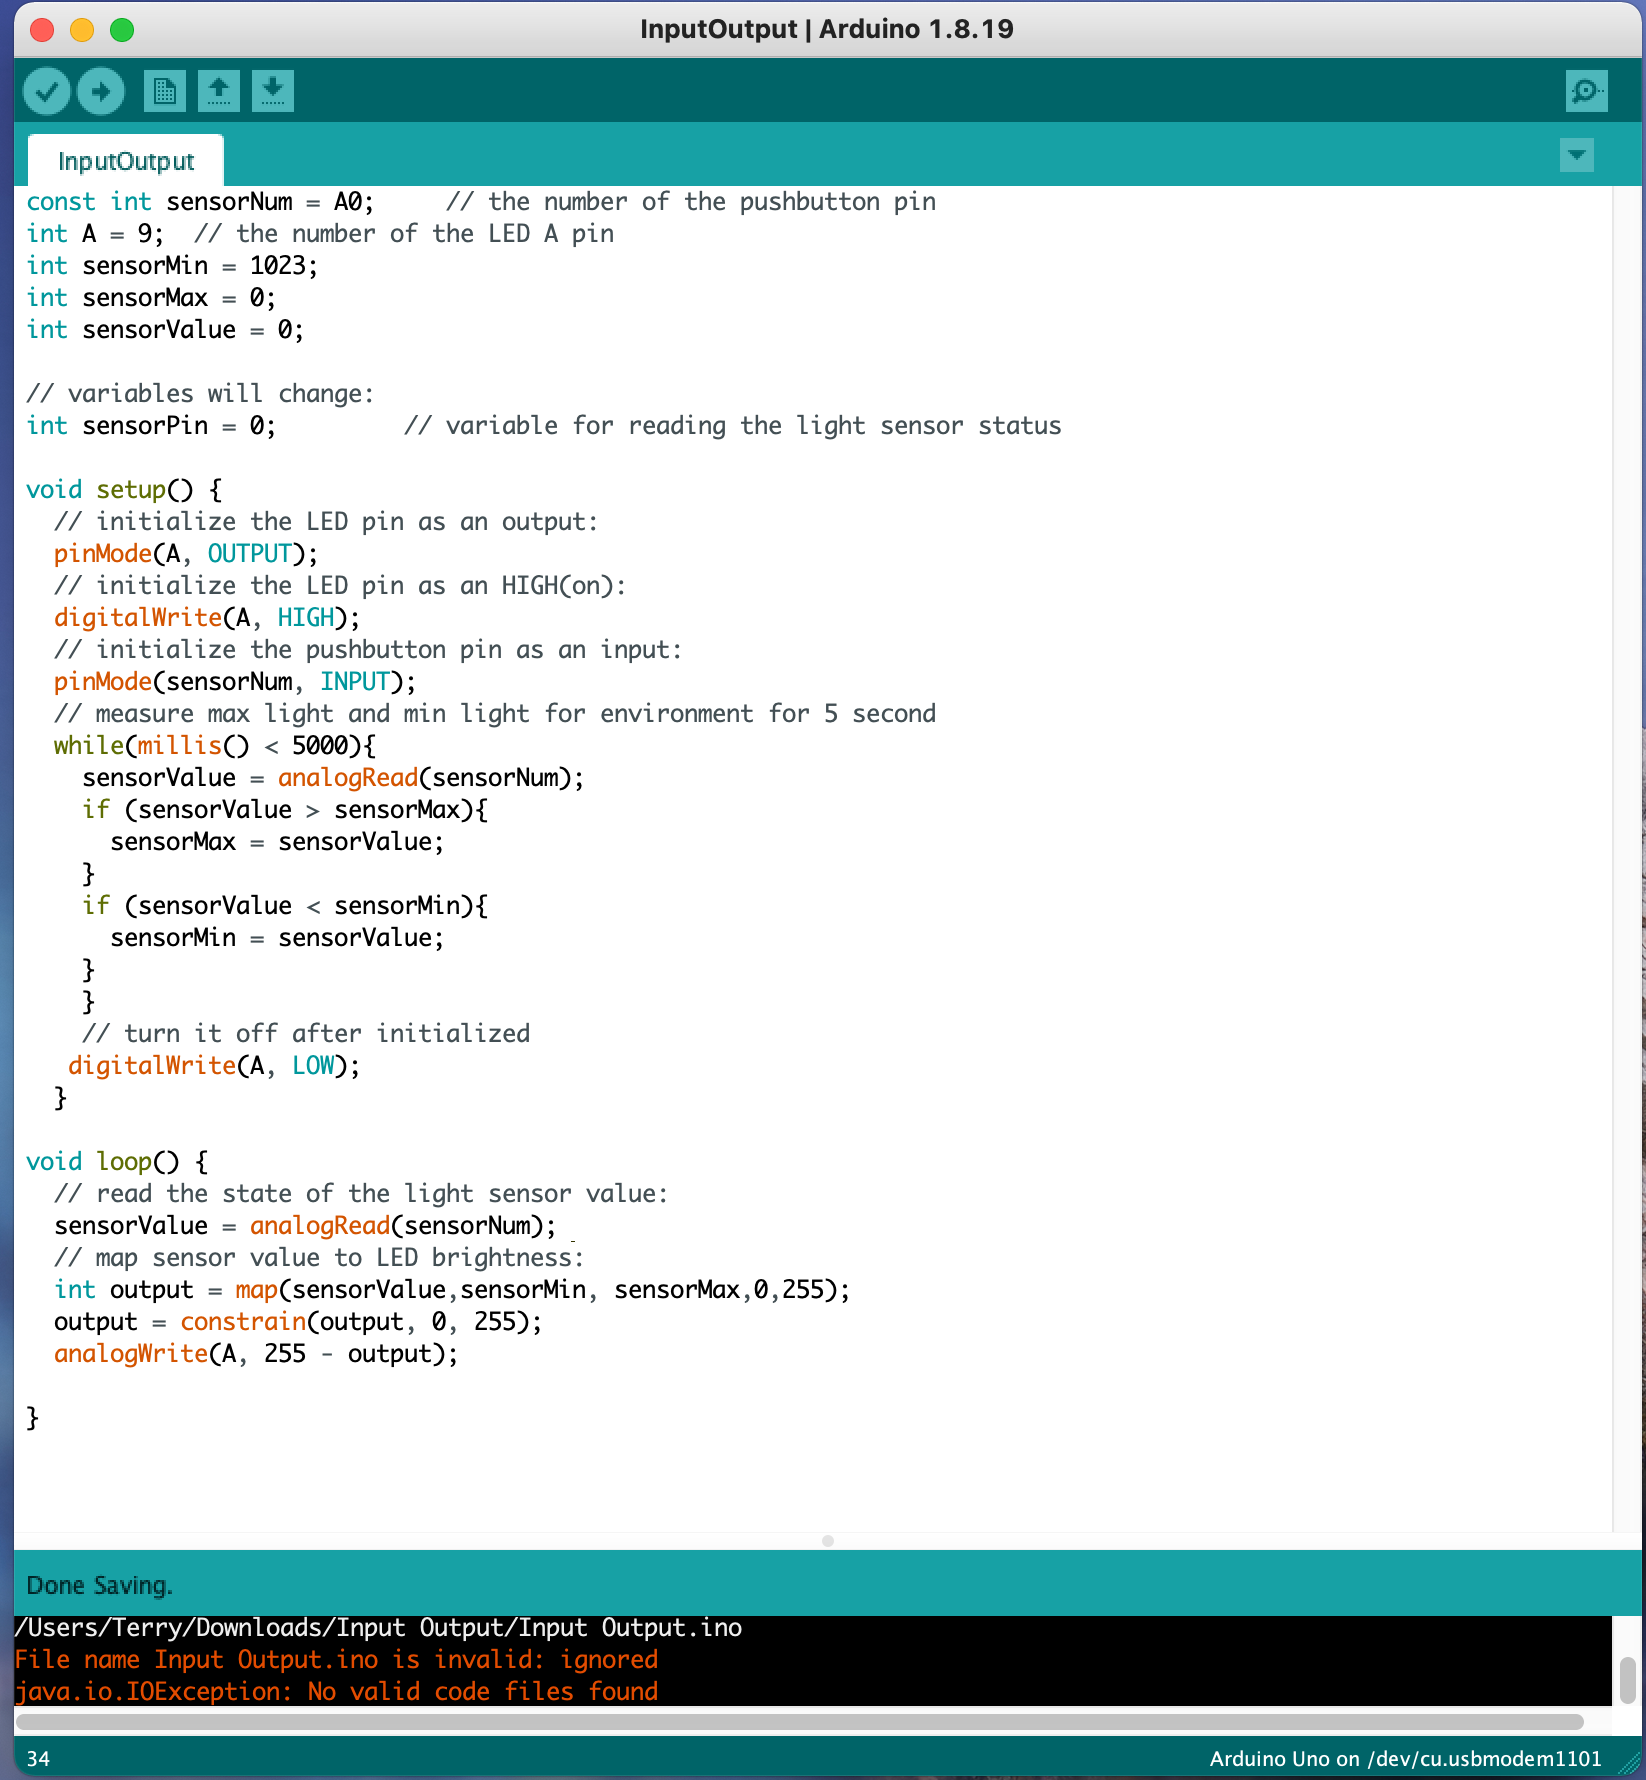 InputOutput | Arduino 1.8.19
InputOutput
const int sensorNum = A0;     // the number of the pushbutton pin
int A = 9;  // the number of the LED A pin
int sensorMin = 1023;
int sensorMax = 0;
int sensorValue = 0;
// variables will change:
int sensorPin = 0;         // variable for reading the light sensor status
void setup() {
  // initialize the LED pin as an output:
  pinMode(A, OUTPUT);
  // initialize the LED pin as an HIGH(on):
  digitalWrite(A, HIGH);
  // initialize the pushbutton pin as an input:
  pinMode(sensorNum, INPUT);
  // measure max light and min light for environment for 5 second
  while(millis() < 5000){
    sensorValue = analogRead(sensorNum);
    if (sensorValue > sensorMax){
      sensorMax = sensorValue;
    }
    if (sensorValue < sensorMin){
      sensorMin = sensorValue;
    }
    }
    // turn it off after initialized
   digitalWrite(A, LOW);
  }
void loop() {
  // read the state of the light sensor value:
  sensorValue = analogRead(sensorNum);
  // map sensor value to LED brightness:
  int output = map(sensorValue,sensorMin, sensorMax,0,255);
  output = constrain(output, 0, 255);
  analogWrite(A, 255 - output);
}
Done Saving.
/Users/Terry/Downloads/Input Output/Input Output.ino
File name Input Output.ino is invalid: ignored
java.io.IOException: No valid code files found
34
Arduino Uno on /dev/cu.usbmodem1101